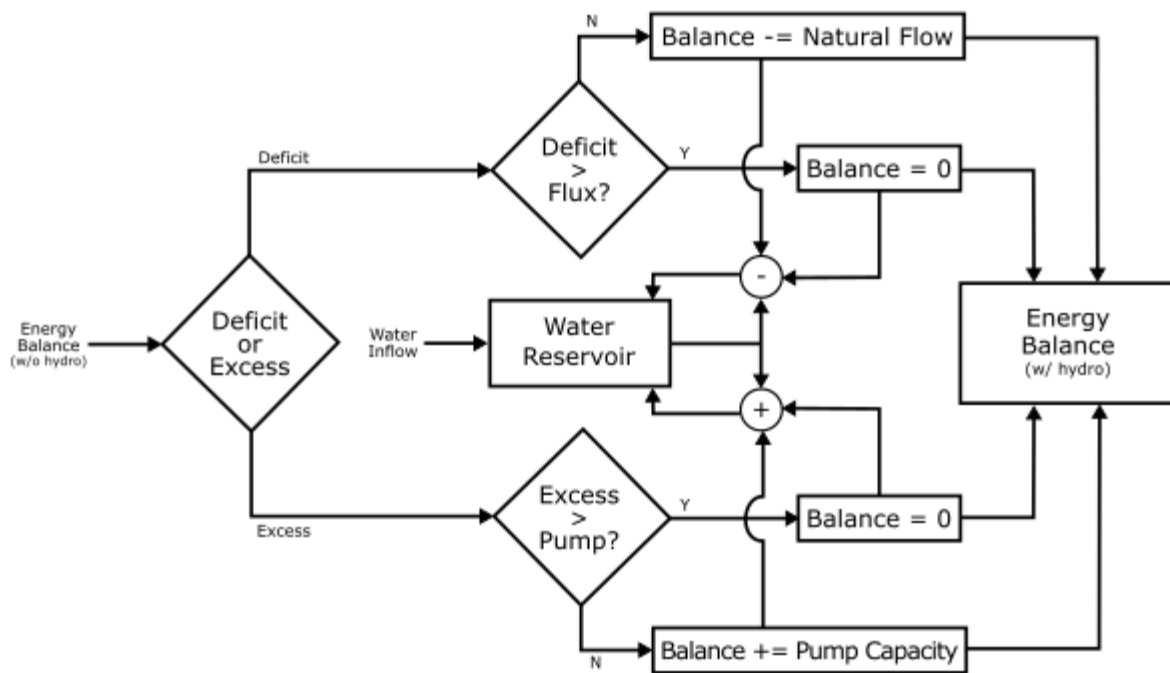 N
Balance -= Natural Flow
Deficit
>
Flux?
Y
Balance = 0
Deficit
-
Energy
Balance
(w/o hydro)
Deficit
or
Excess
Water
Inflow
Water
Reservoir
Energy
Balance
(w/ hydro)
+
Excess
>
Pump?
Y
Balance = 0
Excess
N
Balance += Pump Capacity